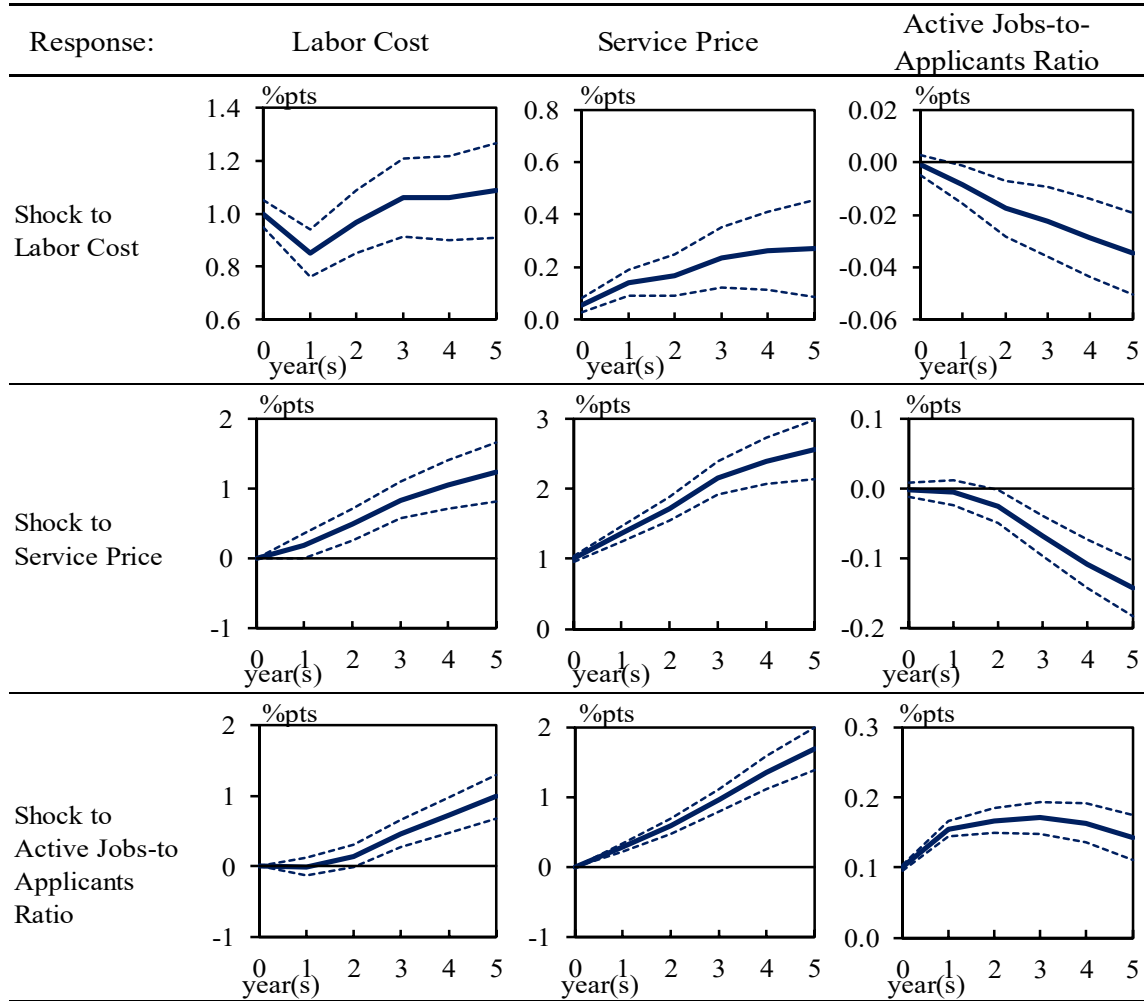 Response:
Labor Cost
Service Price
Active Jobs-to-
Applicants Ratio
Shock to
Labor Cost
%pts
1.4
1.2
1.0
0.8
0.6
0 1 2 3 4 5
year(s)
%pts
0.8
0.6
0.4
0.2
0.0
0 1 2 3 4 5
year(s)
%pts
0.02
0.00
-0.02
-0.04
-0.06
0 1 2 3 4 5
year(s)
Shock to
Service Price
%pts
2
1
0
-1
0 1 2 3 4 5
year(s)
%pts
3
2
1
0
0 1 2 3 4 5
year(s)
%pts
0.1
0.0
-0.1
-0.2
0 1 2 3 4 5
year(s)
Shock to
Active Jobs-to
Applicants
Ratio
%pts
2
1
0
-1
0 1 2 3 4 5
year(s)
%pts
2
1
0
-1
0 1 2 3 4 5
year(s)
%pts
0.3
0.2
0.1
0.0
0 1 2 3 4 5
year(s)